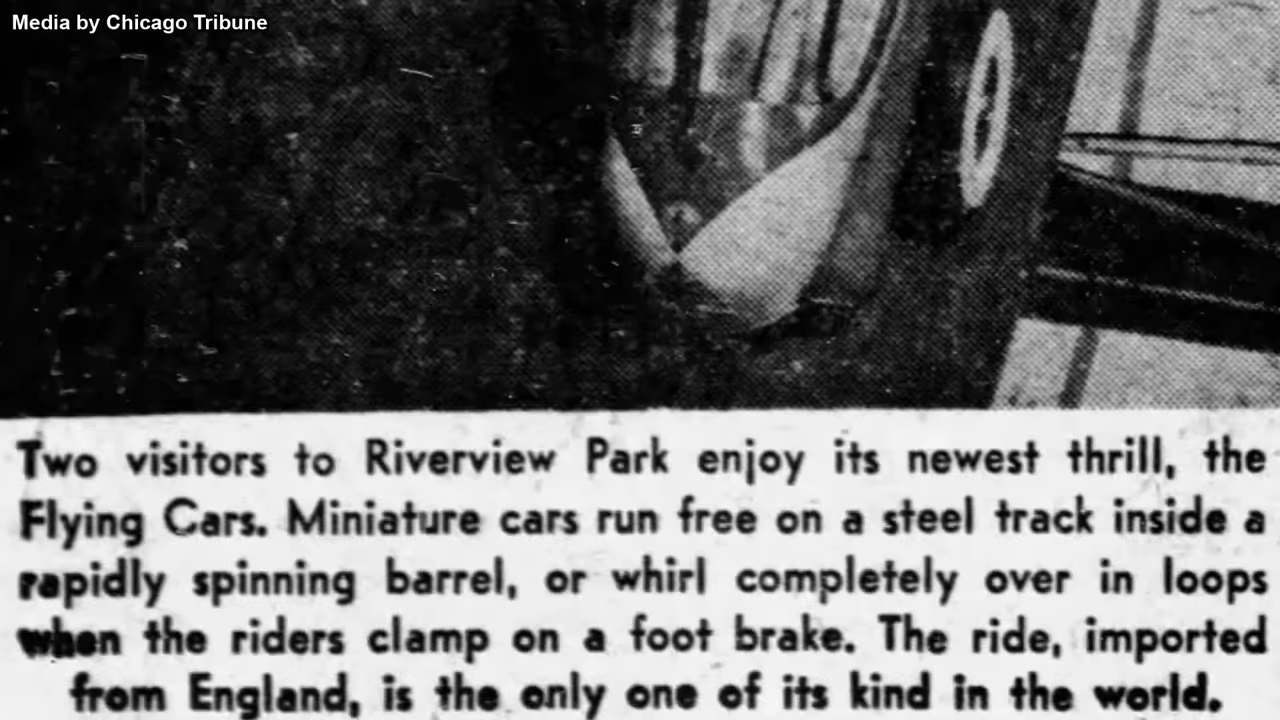 Media by Chicago Tribune
Two visitors to Riverview Park enjoy its newest thrill, the
Flying Cars. Miniature cars run free on a steel track inside a
rapidly spinning barrel, or whirl completely over in loops
when the riders clamp on a foot brake. The ride, imported
from England, is the only one of its kind in the world.